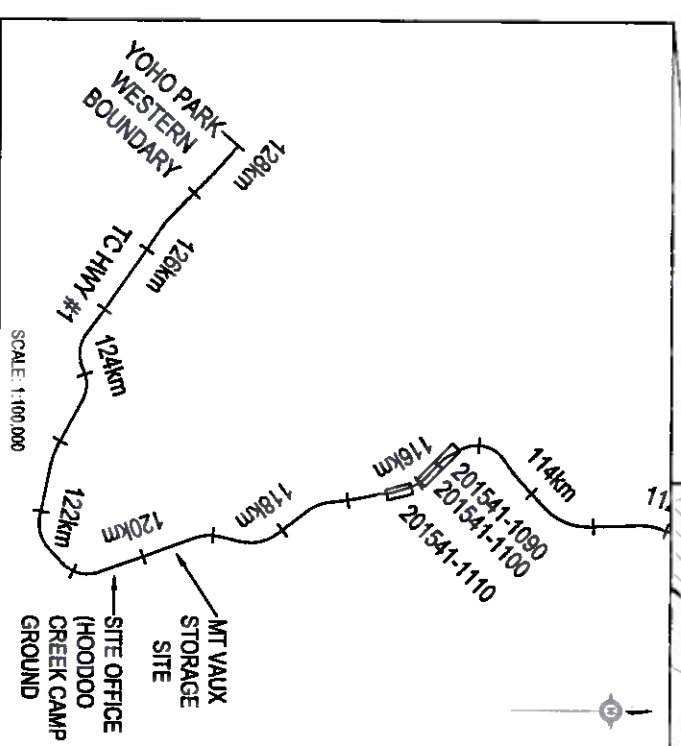 YOHO PARK
WESTERN
BOUNDARY
128km
126km
TC HWY #1
124km
122km
120km
118km
116km
114km
201541-1090
201541-1100
201541-1110
MT VAUX
STORAGE
SITE
SITE OFFICE
(HOODOO
CREEK CAMP
GROUND
SCALE: 1:100,000